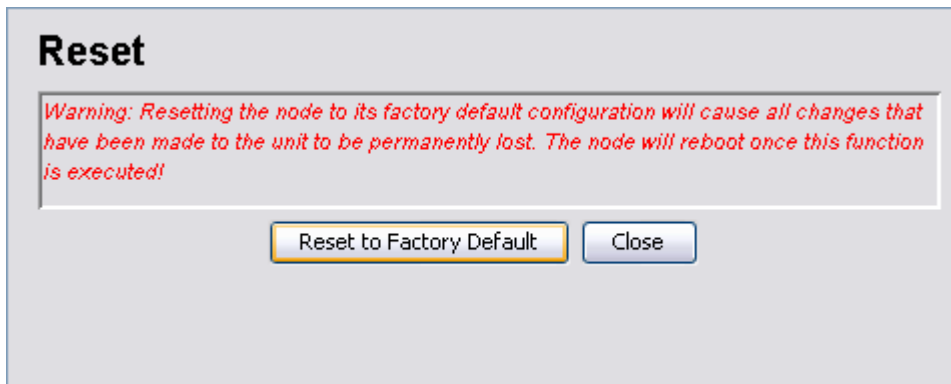 Reset
Warning: Resetting the node to its factory default configuration will cause all changes that
have been made to the unit to be permanently lost. The node will reboot once this function
is executed!
Reset to Factory Default Close